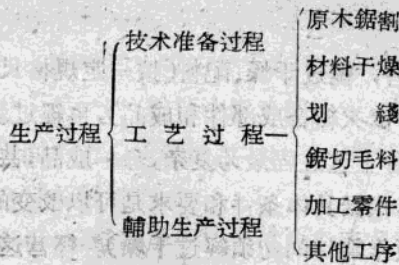 生产过程
技术准备过程
工艺过程
輔助生产过程
原木鋸割
材料干燥
划綫
鋸切毛料
加工零件
其他工序